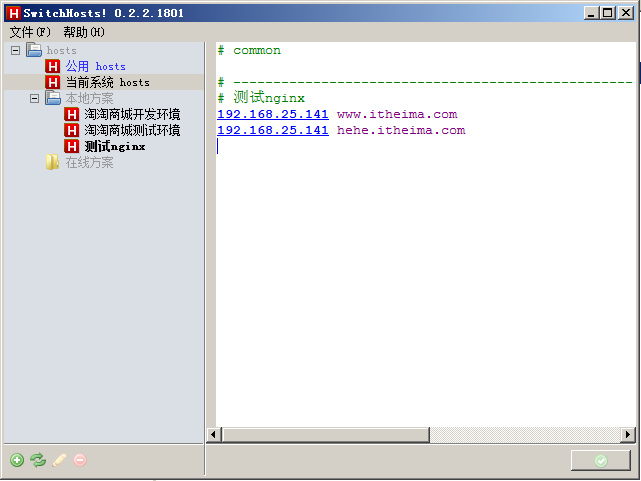 SwitchHosts! 0.2.2.1801
文件(F) 帮助(H)
hosts
公用 hosts
当前系统 hosts
本地方案
淘淘商城开发环境
淘淘商城测试环境
测试nginx
在线方案
# common
# --------------------------------------------------
# 测试nginx
192.168.25.141 www.itheima.com
192.168.25.141 hehe.itheima.com